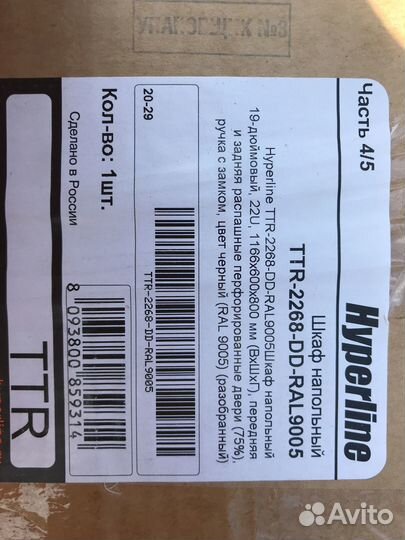 УПАК. ЦЕХ №3
Часть 4/5
Hyperline
Шкаф напольный
TTR-2268-DD-RAL9005
Hyperline TTR-2268-DD-RAL9005Шкаф напольный
19-дюймовый, 22U, 1166x600x800 мм (ВхШхГ), передняя
и задняя распашные перфорированные двери (75%),
ручка с замком, цвет черный (RAL 9005) (разобранный)
TTR-2268-DD-RAL9005
20-29
Кол-во: 1шт.
Сделано в России
8 093800 859314
TTR
Avito